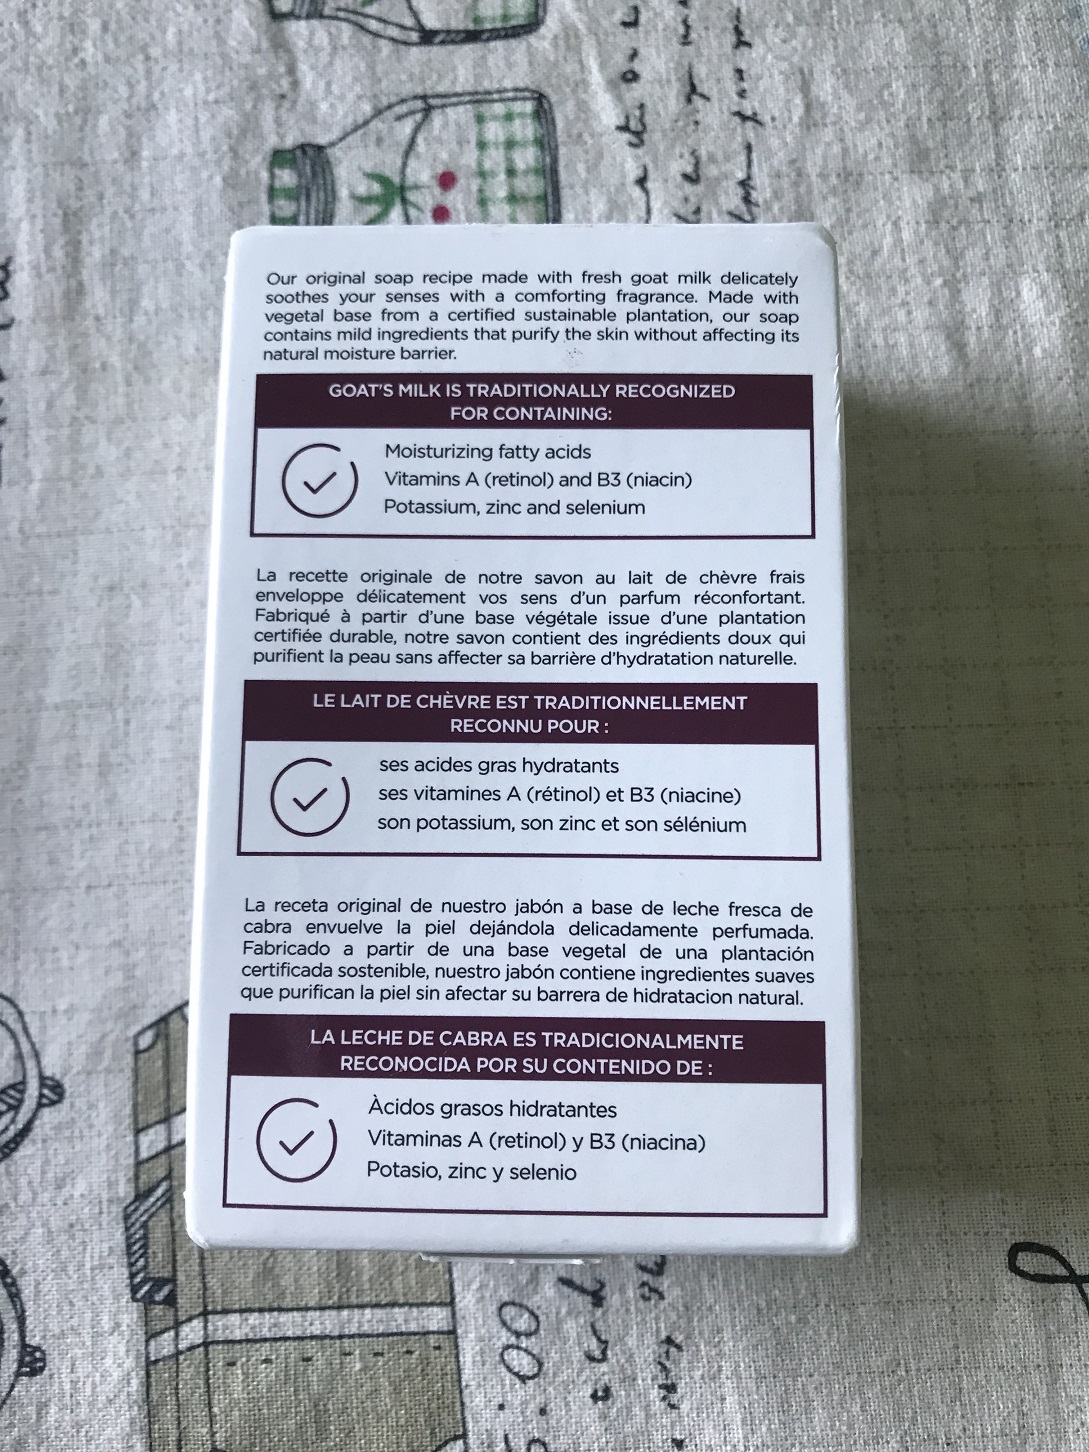 Our original soap recipe made with fresh goat milk delicately
soothes your senses with a comforting fragrance. Made with
vegetal base from a certified sustainable plantation, our soap
contains mild ingredients that purify the skin without affecting its
natural moisture barrier.
GOAT'S MILK IS TRADITIONALLY RECOGNIZED
FOR CONTAINING:
Moisturizing fatty acids
Vitamins A (retinol) and B3 (niacin)
Potassium, zinc and selenium
La recette originale de notre savon au lait de chèvre frais
enveloppe délicatement vos sens d'un parfum réconfortant.
Fabriqué à partir d'une base végétale issue d'une plantation
certifiée durable, notre savon contient des ingrédients doux qui
purifient la peau sans affecter sa barrière d'hydratation naturelle.
LE LAIT DE CHÈVRE EST TRADITIONNELLEMENT
RECONNU POUR :
ses acides gras hydratants
ses vitamines A (rétinol) et B3 (niacine)
son potassium, son zinc et son sélénium
La receta original de nuestro jabón a base de leche fresca de
cabra envuelve la piel dejándola delicadamente perfumada.
Fabricado a partir de una base vegetal de una plantación
certificada sostenible, nuestro jabón contiene ingredientes suaves
que purifican la piel sin afectar su barrera de hidratacion natural.
LA LECHE DE CABRA ES TRADICIONALMENTE
RECONOCIDA POR SU CONTENIDO DE :
Àcidos grasos hidratantes
Vitaminas A (retinol) y B3 (niacina)
Potasio, zinc y selenio